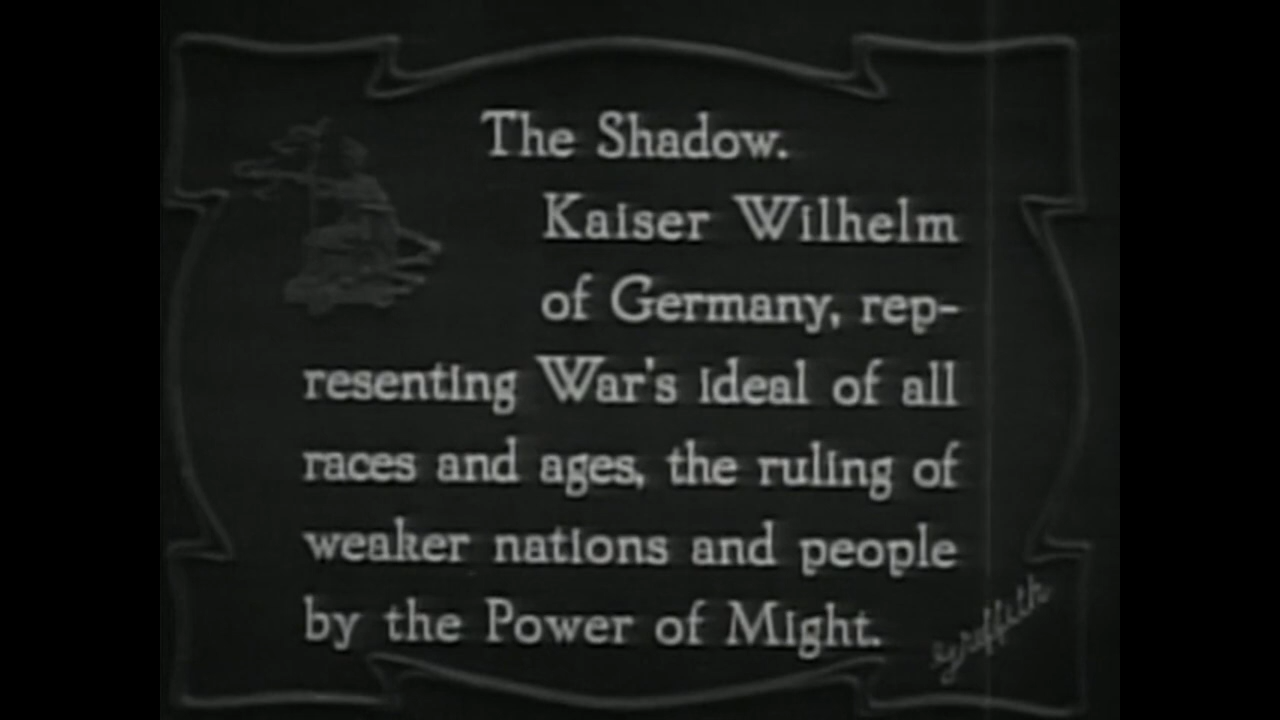 The Shadow.
Kaiser Wilhelm
of Germany, rep-
resenting War's ideal of all
races and ages, the ruling of
weaker nations and people
by the Power of Might.
Griffith